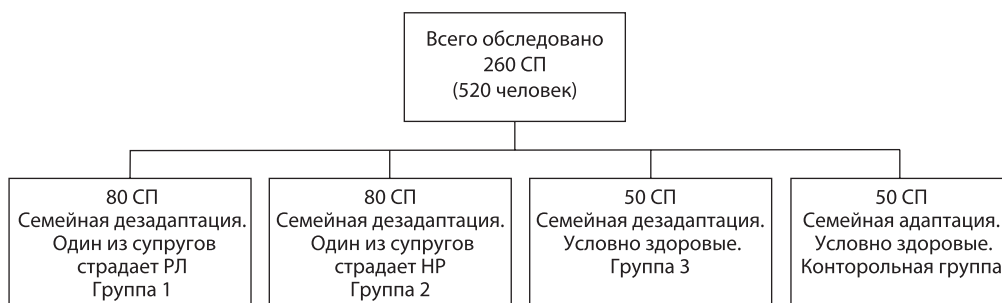 Всего обследовано
260 СП
(520 человек)
80 СП
Семейная дезадаптация.
Один из супругов
страдает РЛ
Группа 1
80 СП
Семейная дезадаптация.
Один из супругов
страдает НР
Группа 2
50 СП
Семейная дезадаптация.
Условно здоровые.
Группа 3
50 СП
Семейная адаптация.
Условно здоровые.
Конторольная группа